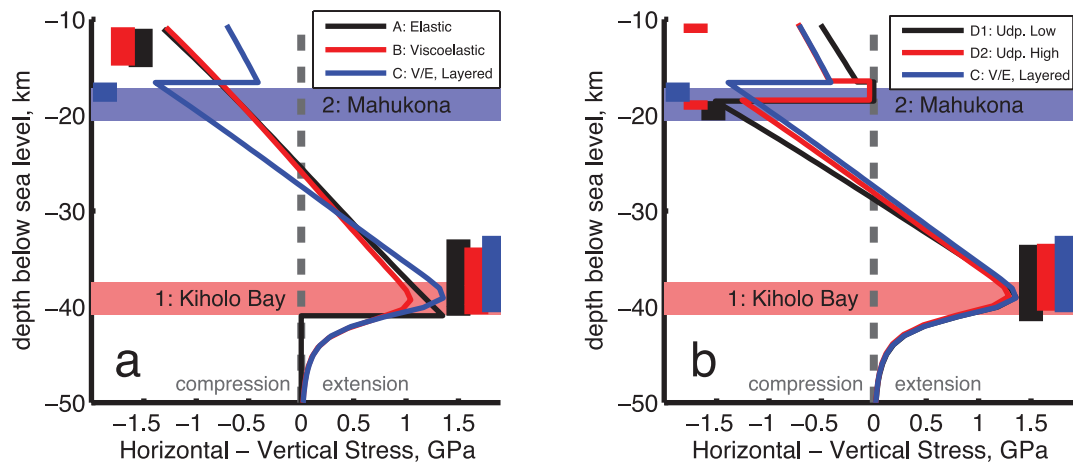 −10
−20
−30
−40
−50
depth below sea level, km
A: Elastic
B: Viscoelastic
C: V/E, Layered
2: Mahukona
1: Kiholo Bay
a
compression
extension
−1.5 −1 −0.5 0 0.5 1 1.5
Horizontal – Vertical Stress, GPa
−10
−20
−30
−40
−50
depth below sea level, km
D1: Udp. Low
D2: Udp. High
C: V/E, Layered
2: Mahukona
1: Kiholo Bay
b
compression
extension
−1.5 −1 −0.5 0 0.5 1 1.5
Horizontal – Vertical Stress, GPa